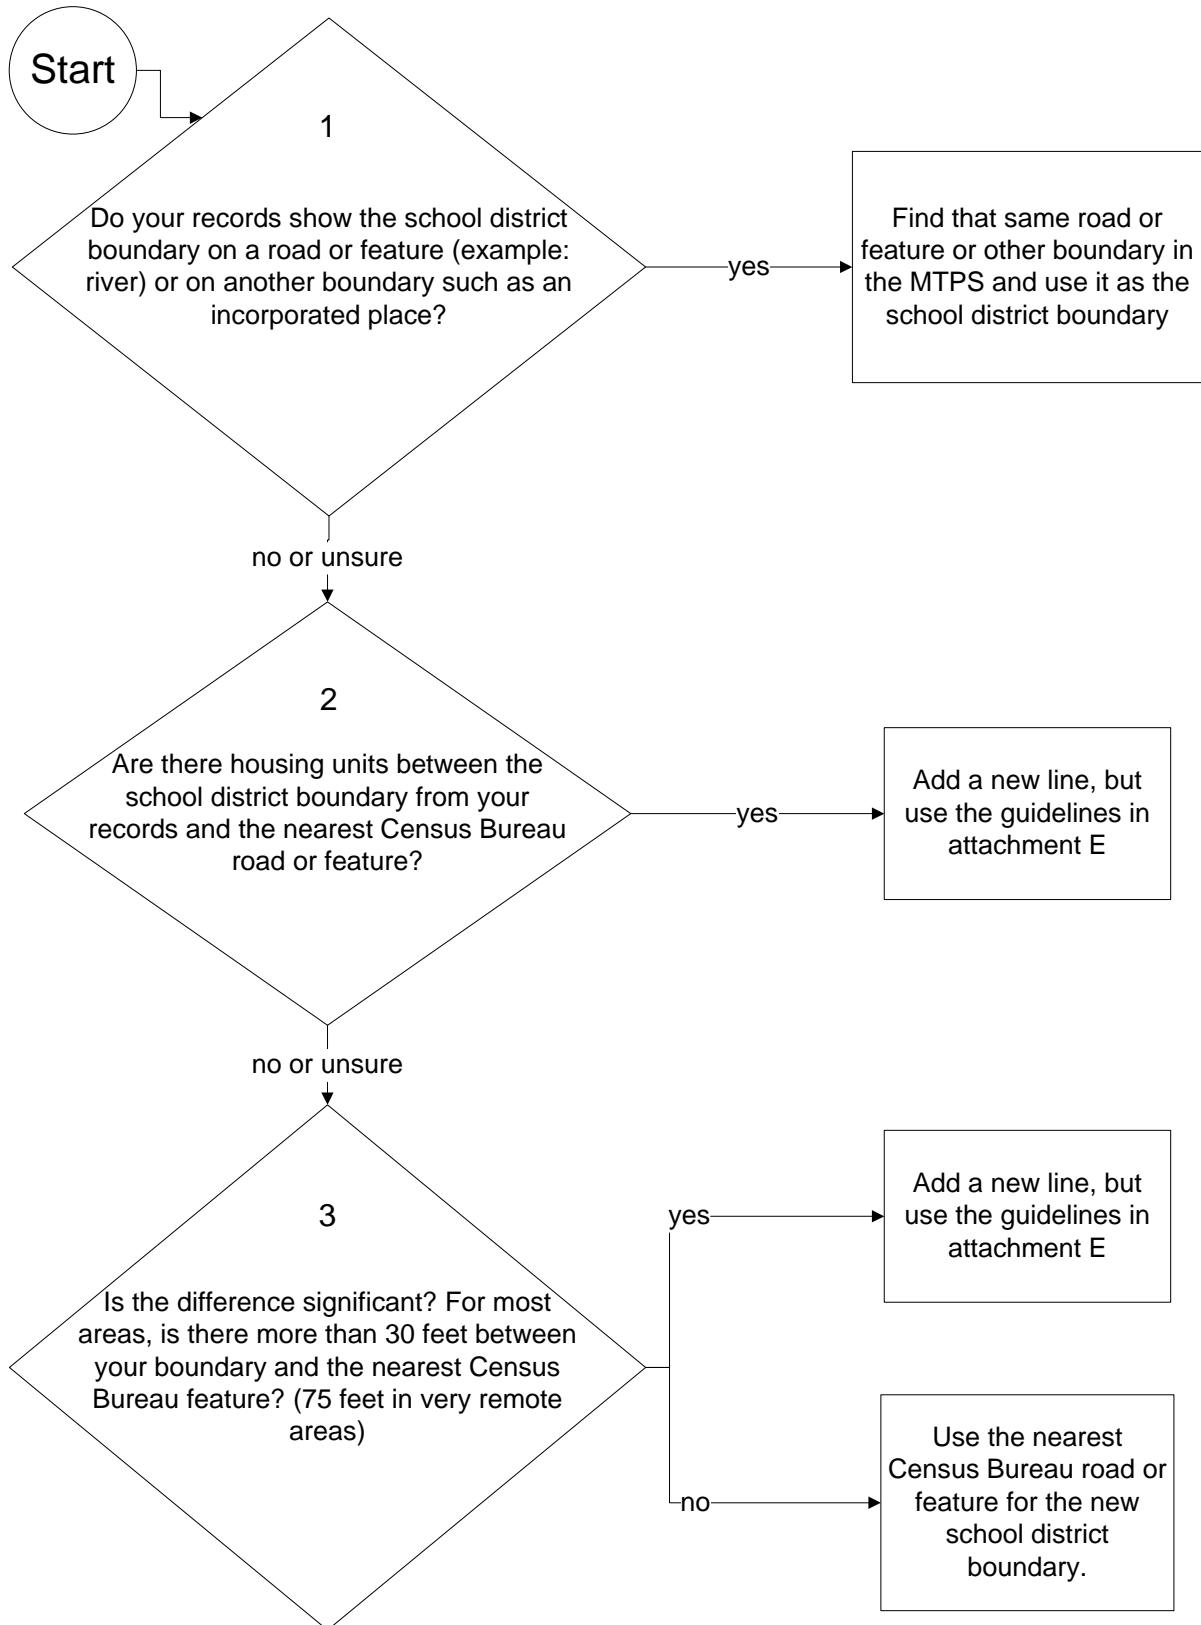 Start
1
Do your records show the school district
boundary on a road or feature (example:
river) or on another boundary such as an
incorporated place?
yes
Find that same road or
feature or other boundary in
the MTPS and use it as the
school district boundary
no or unsure
2
Are there housing units between the
school district boundary from your
records and the nearest Census Bureau
road or feature?
yes
Add a new line, but
use the guidelines in
attachment E
no or unsure
3
Is the difference significant? For most
areas, is there more than 30 feet between
your boundary and the nearest Census
Bureau feature? (75 feet in very remote
areas)
yes
Add a new line, but
use the guidelines in
attachment E
no
Use the nearest
Census Bureau road or
feature for the new
school district
boundary.